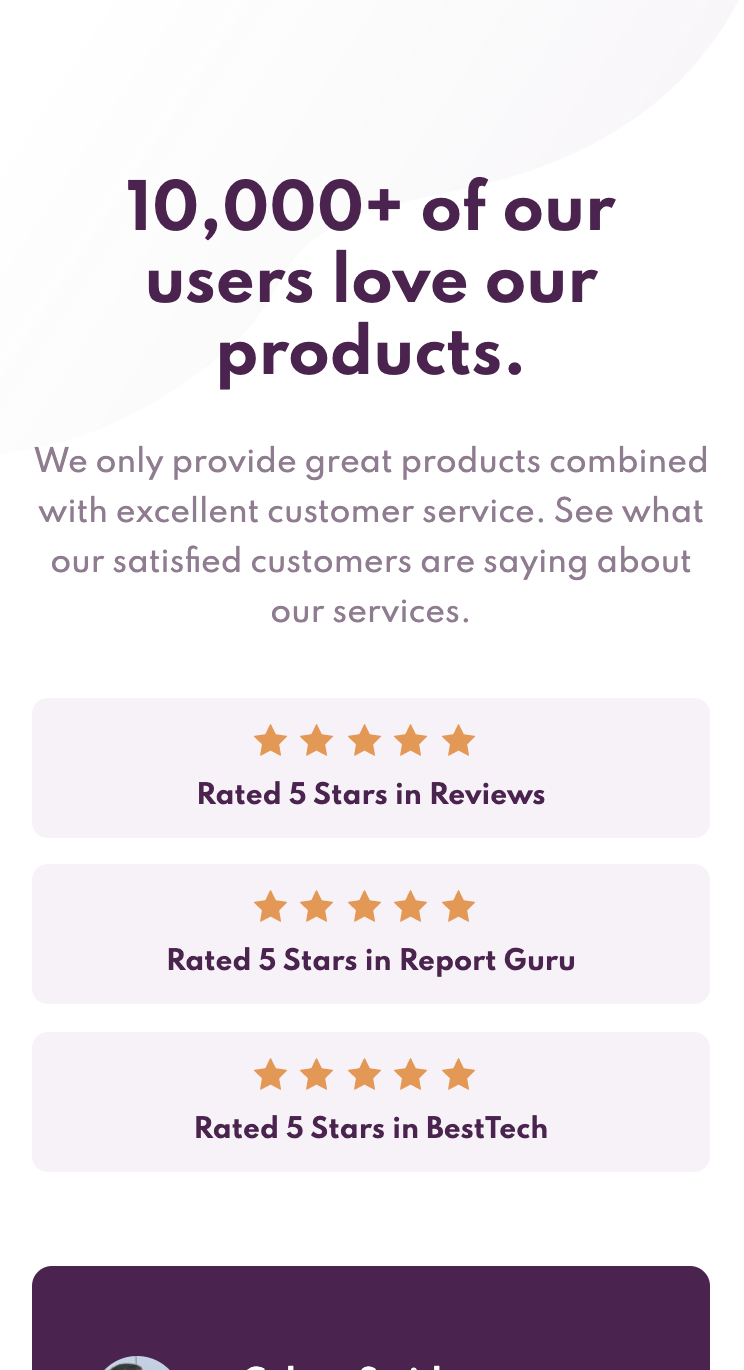 10,000+ of our
users love our
products.
We only provide great products combined
with excellent customer service. See what
our satisfied customers are saying about
our services.
Rated 5 Stars in Reviews
Rated 5 Stars in Report Guru
Rated 5 Stars in BestTech